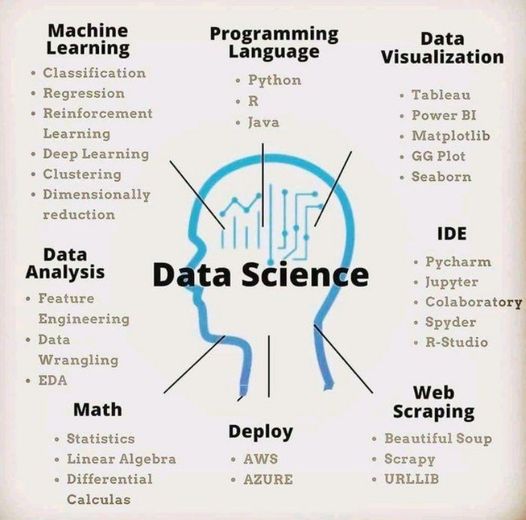 Machine
Learning
• Classification
• Regression
• Reinforcement
Learning
• Deep Learning
• Clustering
• Dimensionally
reduction
Programming
Language
• Python
• R
• Java
Data
Visualization
• Tableau
• Power BI
• Matplotlib
• GG Plot
• Seaborn
Data
Analysis
• Feature
Engineering
• Data
Wrangling
• EDA
Data Science
IDE
• Pycharm
• Jupyter
• Colaboratory
• Spyder
• R-Studio
Math
• Statistics
• Linear Algebra
• Differential
Calculas
Deploy
• AWS
• AZURE
Web
Scraping
• Beautiful Soup
• Scrapy
• URLLIB